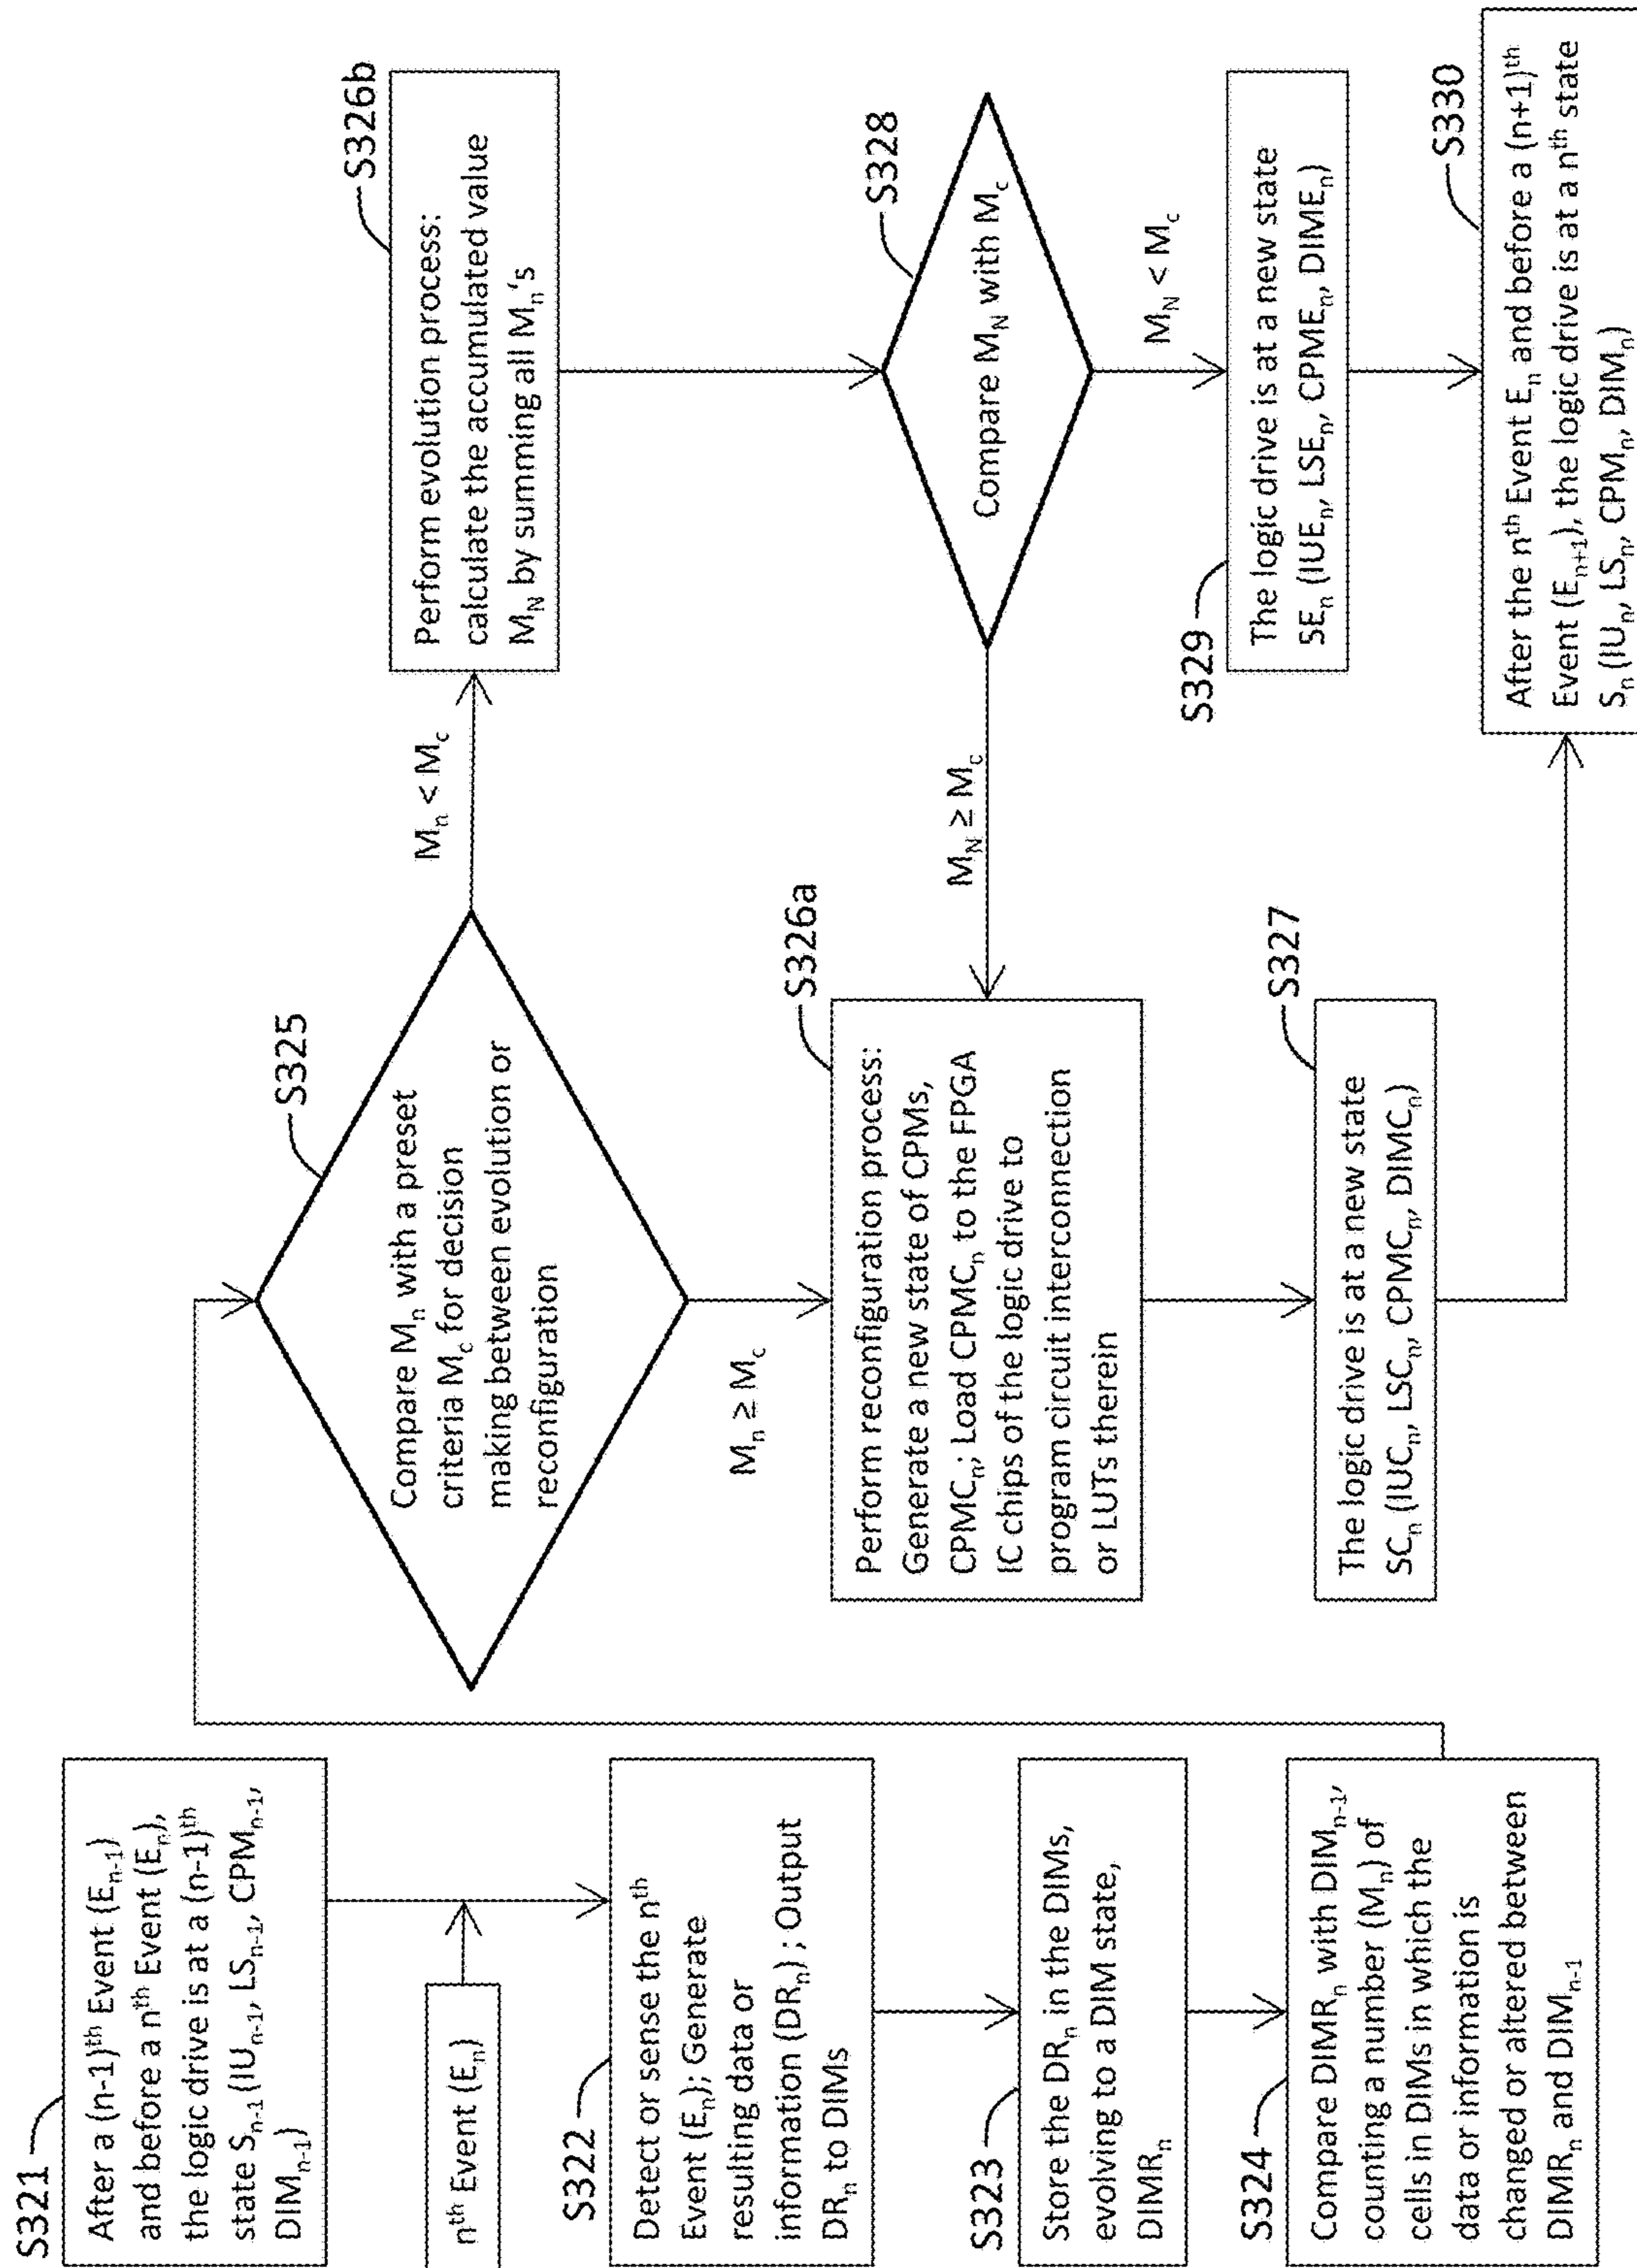 S321
After a (n-1)th Event (Eₙ₋₁)
and before a nth Event (Eₙ),
the logic drive is at a (n-1)th
state Sₙ₋₁ (IUₙ₋₁, LSₙ₋₁, CPMₙ₋₁,
DIMₙ₋₁)
nth Event (Eₙ)
S322
Detect or sense the nth
Event (Eₙ); Generate
resulting data or
information (DRₙ) ; Output
DRₙ to DIMs
S323
Store the DRₙ in the DIMs,
evolving to a DIM state,
DIMRₙ
S324
Compare DIMRₙ with DIMₙ₋₁,
counting a number (Mₙ) of
cells in DIMs in which the
data or information is
changed or altered between
DIMRₙ and DIMₙ₋₁
S325
Compare Mₙ with a preset
criteria M꜀ for decision
making between evolution or
reconfiguration
Mₙ ≥ M꜀
Mₙ < M꜀
S326a
Perform reconfiguration process:
Generate a new state of CPMs,
CPMCₙ; Load CPMCₙ to the FPGA
IC chips of the logic drive to
program circuit interconnection
or LUTs therein
S327
The logic drive is at a new state
SCₙ (IUCₙ, LSCₙ, CPMCₙ, DIMCₙ)
S326b
Perform evolution process:
calculate the accumulated value
M_N by summing all Mₙ's
S328
Compare M_N with M꜀
M_N ≥ M꜀
M_N < M꜀
S329
The logic drive is at a new state
SEₙ (IUEₙ, LSEₙ, CPMEₙ, DIMEₙ)
S330
After the nth Event Eₙ and before a (n+1)th
Event (Eₙ₊₁), the logic drive is at a nth state
Sₙ (IUₙ, LSₙ, CPMₙ, DIMₙ)